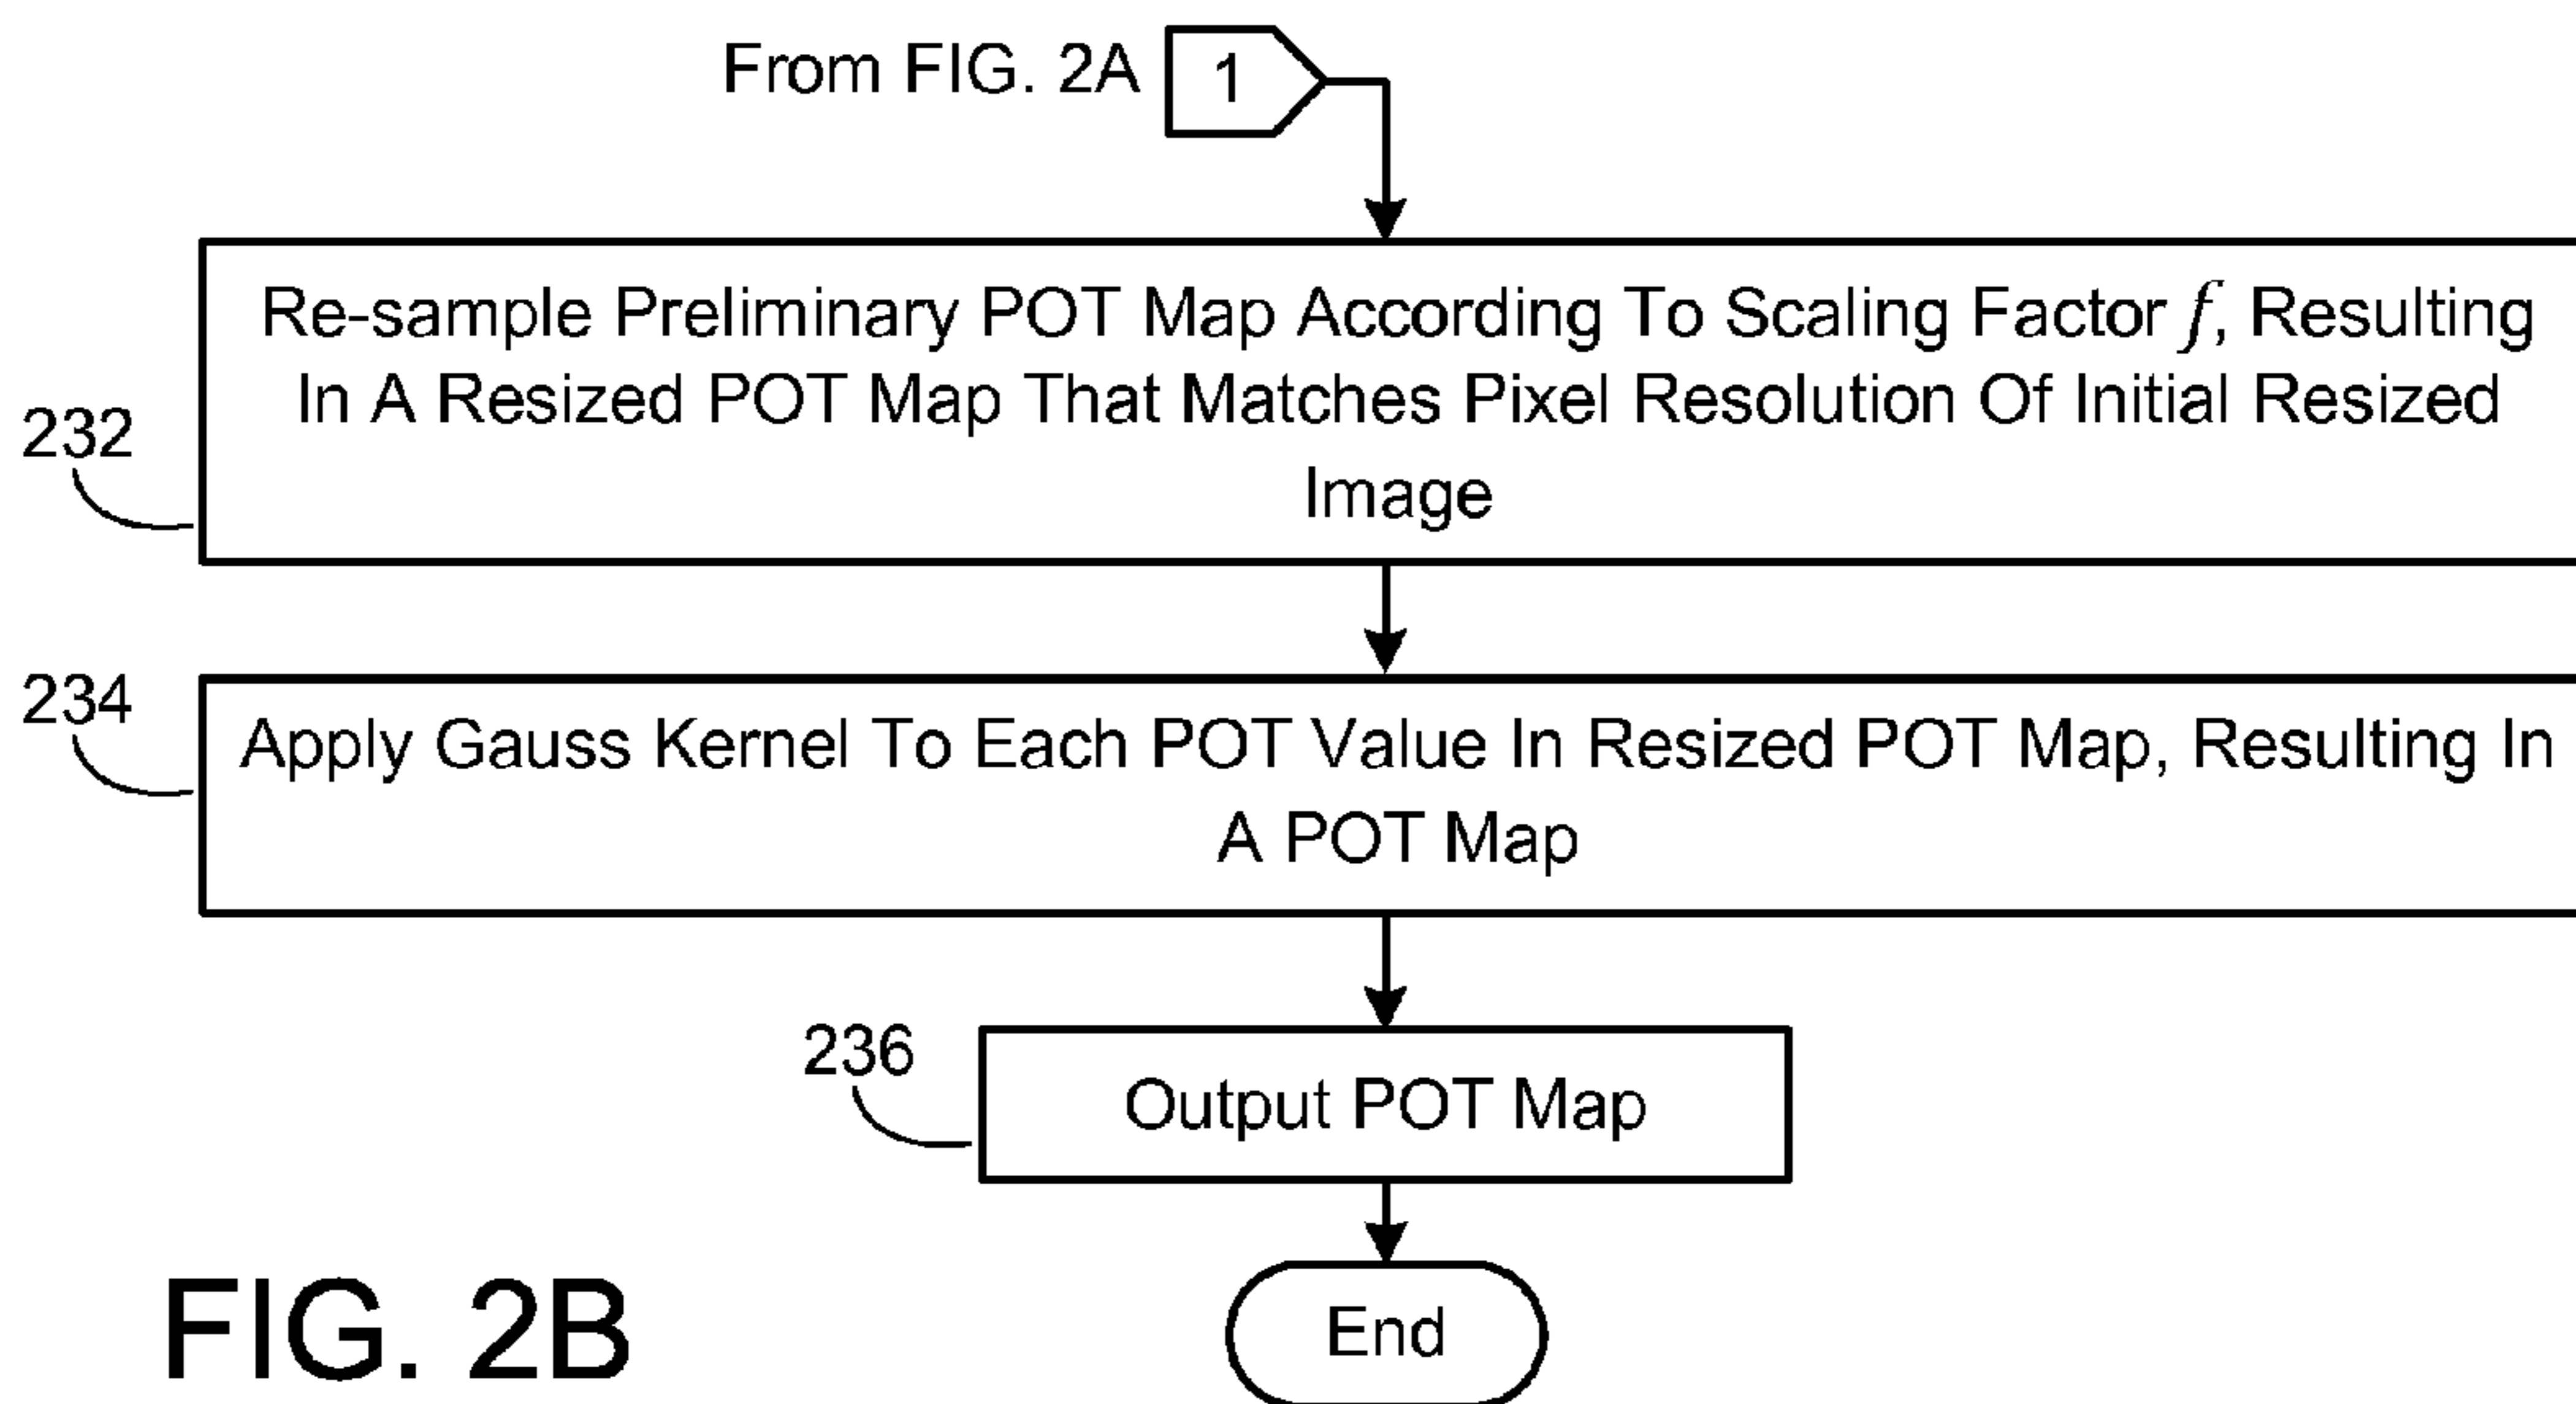 From FIG. 2A
1
Re-sample Preliminary POT Map According To Scaling Factor f, Resulting
In A Resized POT Map That Matches Pixel Resolution Of Initial Resized
Image
232
234
Apply Gauss Kernel To Each POT Value In Resized POT Map, Resulting In
A POT Map
236
Output POT Map
End
FIG. 2B